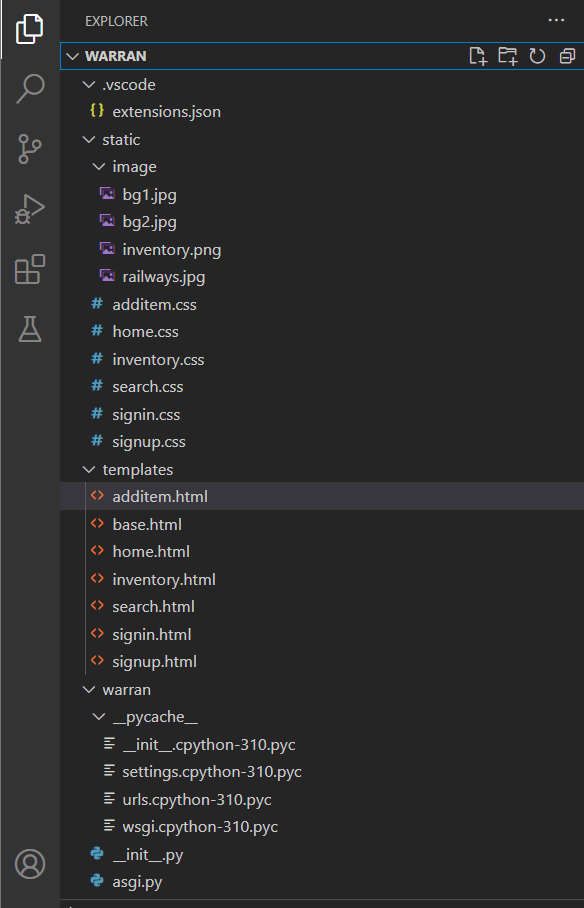 EXPLORER
WARRAN
.vscode
{} extensions.json
static
image
bg1.jpg
bg2.jpg
inventory.png
railways.jpg
# additem.css
# home.css
# inventory.css
# search.css
# signin.css
# signup.css
templates
<> additem.html
<> base.html
<> home.html
<> inventory.html
<> search.html
<> signin.html
<> signup.html
warran
__pycache__
__init__.cpython-310.pyc
settings.cpython-310.pyc
urls.cpython-310.pyc
wsgi.cpython-310.pyc
__init__.py
asgi.py